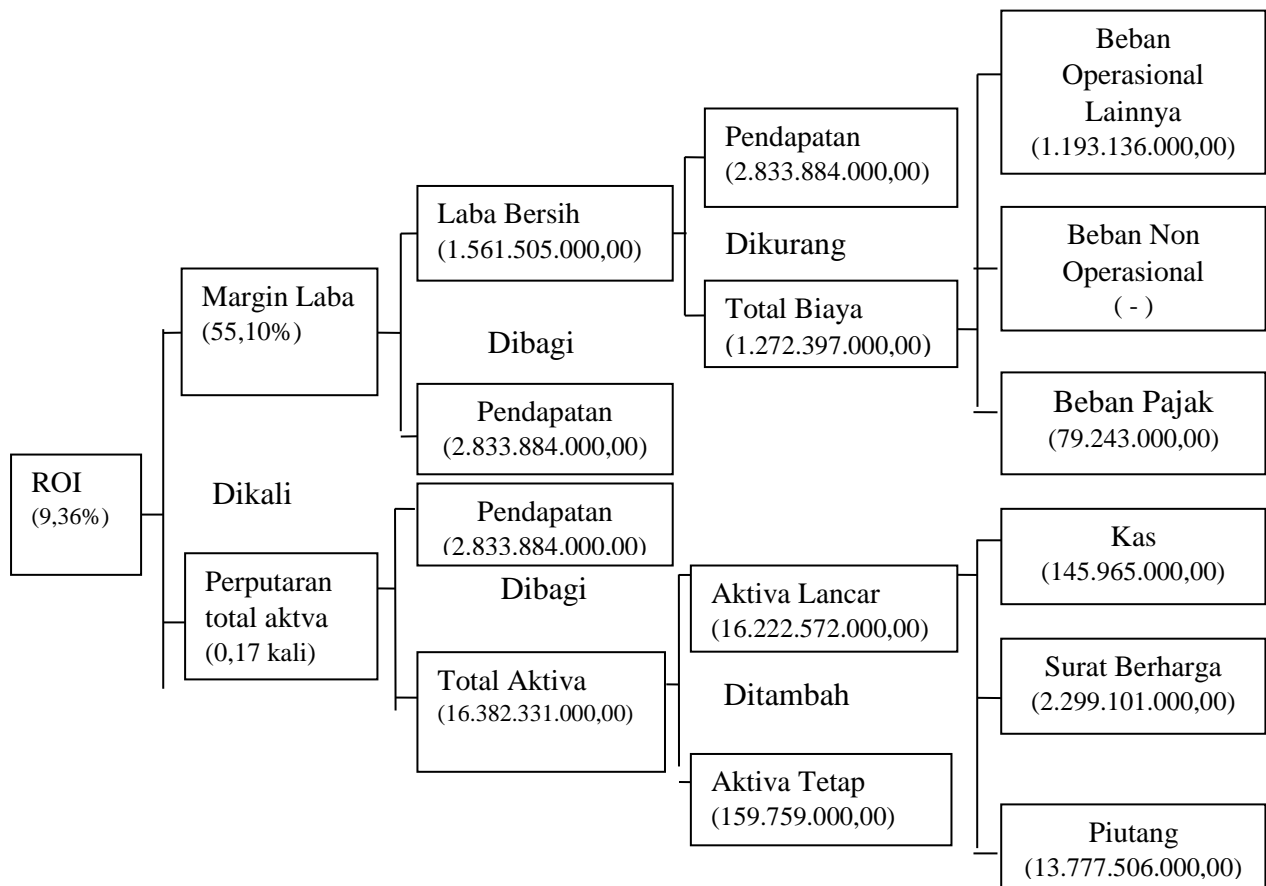 Beban
Operasional
Lainnya
(1.193.136.000,00)
Pendapatan
(2.833.884.000,00)
Laba Bersih
(1.561.505.000,00)
Dikurang
Beban Non
Operasional
( - )
Margin Laba
(55,10%)
Total Biaya
(1.272.397.000,00)
Dibagi
Pendapatan
(2.833.884.000,00)
Beban Pajak
(79.243.000,00)
ROI
(9,36%)
Dikali
Pendapatan
(2.833.884.000.00)
Kas
(145.965.000,00)
Perputaran
total aktva
(0,17 kali)
Dibagi
Aktiva Lancar
(16.222.572.000,00)
Total Aktiva
(16.382.331.000,00)
Ditambah
Surat Berharga
(2.299.101.000,00)
Aktiva Tetap
(159.759.000,00)
Piutang
(13.777.506.000,00)